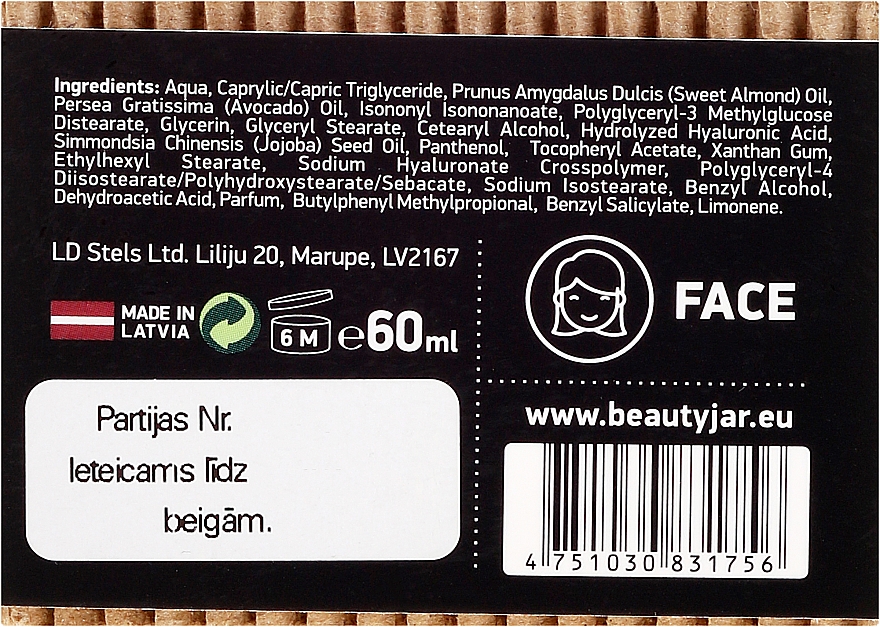 Ingredients: Aqua, Caprylic/Capric Triglyceride, Prunus Amygdalus Dulcis (Sweet Almond) Oil,
Persea Gratissima (Avocado) Oil, Isononyl Isononanoate, Polyglyceryl-3 Methylglucose
Distearate, Glycerin, Glyceryl Stearate, Cetearyl Alcohol, Hydrolyzed Hyaluronic Acid,
Simmondsia Chinensis (Jojoba) Seed Oil, Panthenol, Tocopheryl Acetate, Xanthan Gum,
Ethylhexyl Stearate, Sodium Hyaluronate Crosspolymer, Polyglyceryl-4
Diisostearate/Polyhydroxystearate/Sebacate, Sodium Isostearate, Benzyl Alcohol,
Dehydroacetic Acid, Parfum, Butylphenyl Methylpropional, Benzyl Salicylate, Limonene.
LD Stels Ltd. Liliju 20, Marupe, LV2167
MADE IN
LATVIA
6 M
℮60ml
Partijas Nr.
Ieteicams līdz
beigām.
FACE
www.beautyjar.eu
4 751030 831756